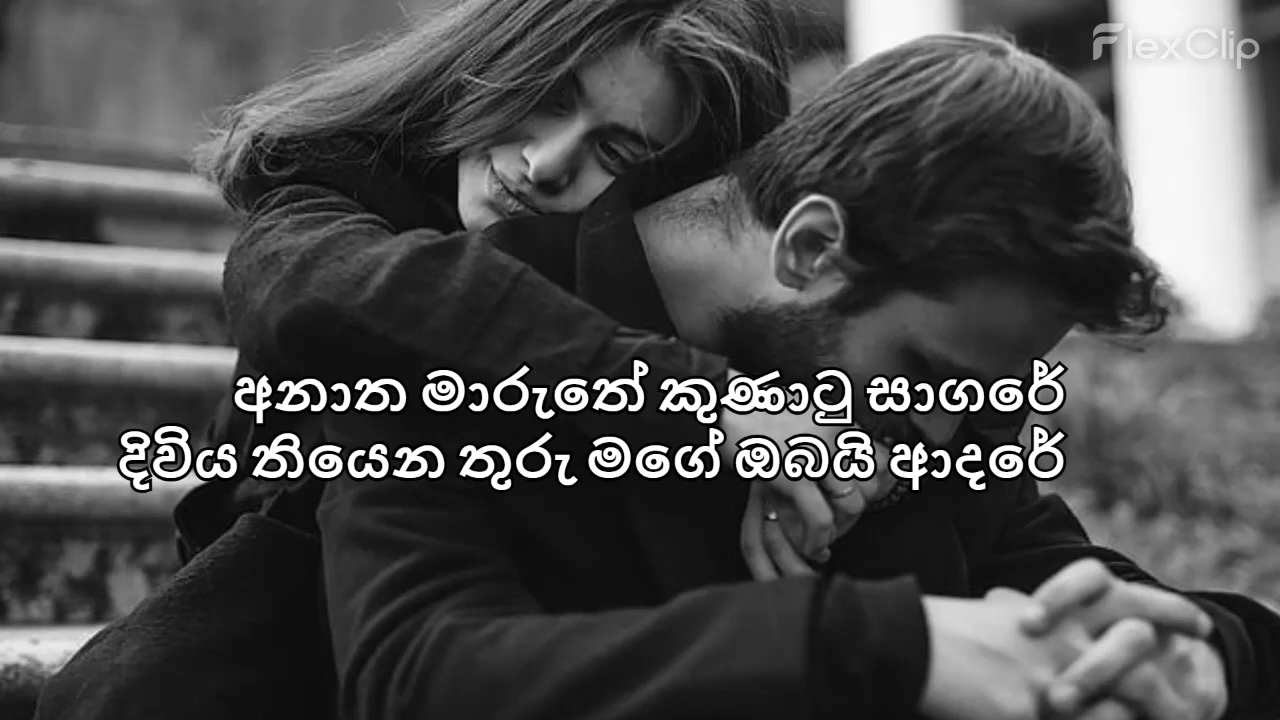 FlexClip
අනාත මාරුතේ කුණාටු සාගරේ
දිවිය තියෙන තුරු මගේ ඔබයි ආදරේ